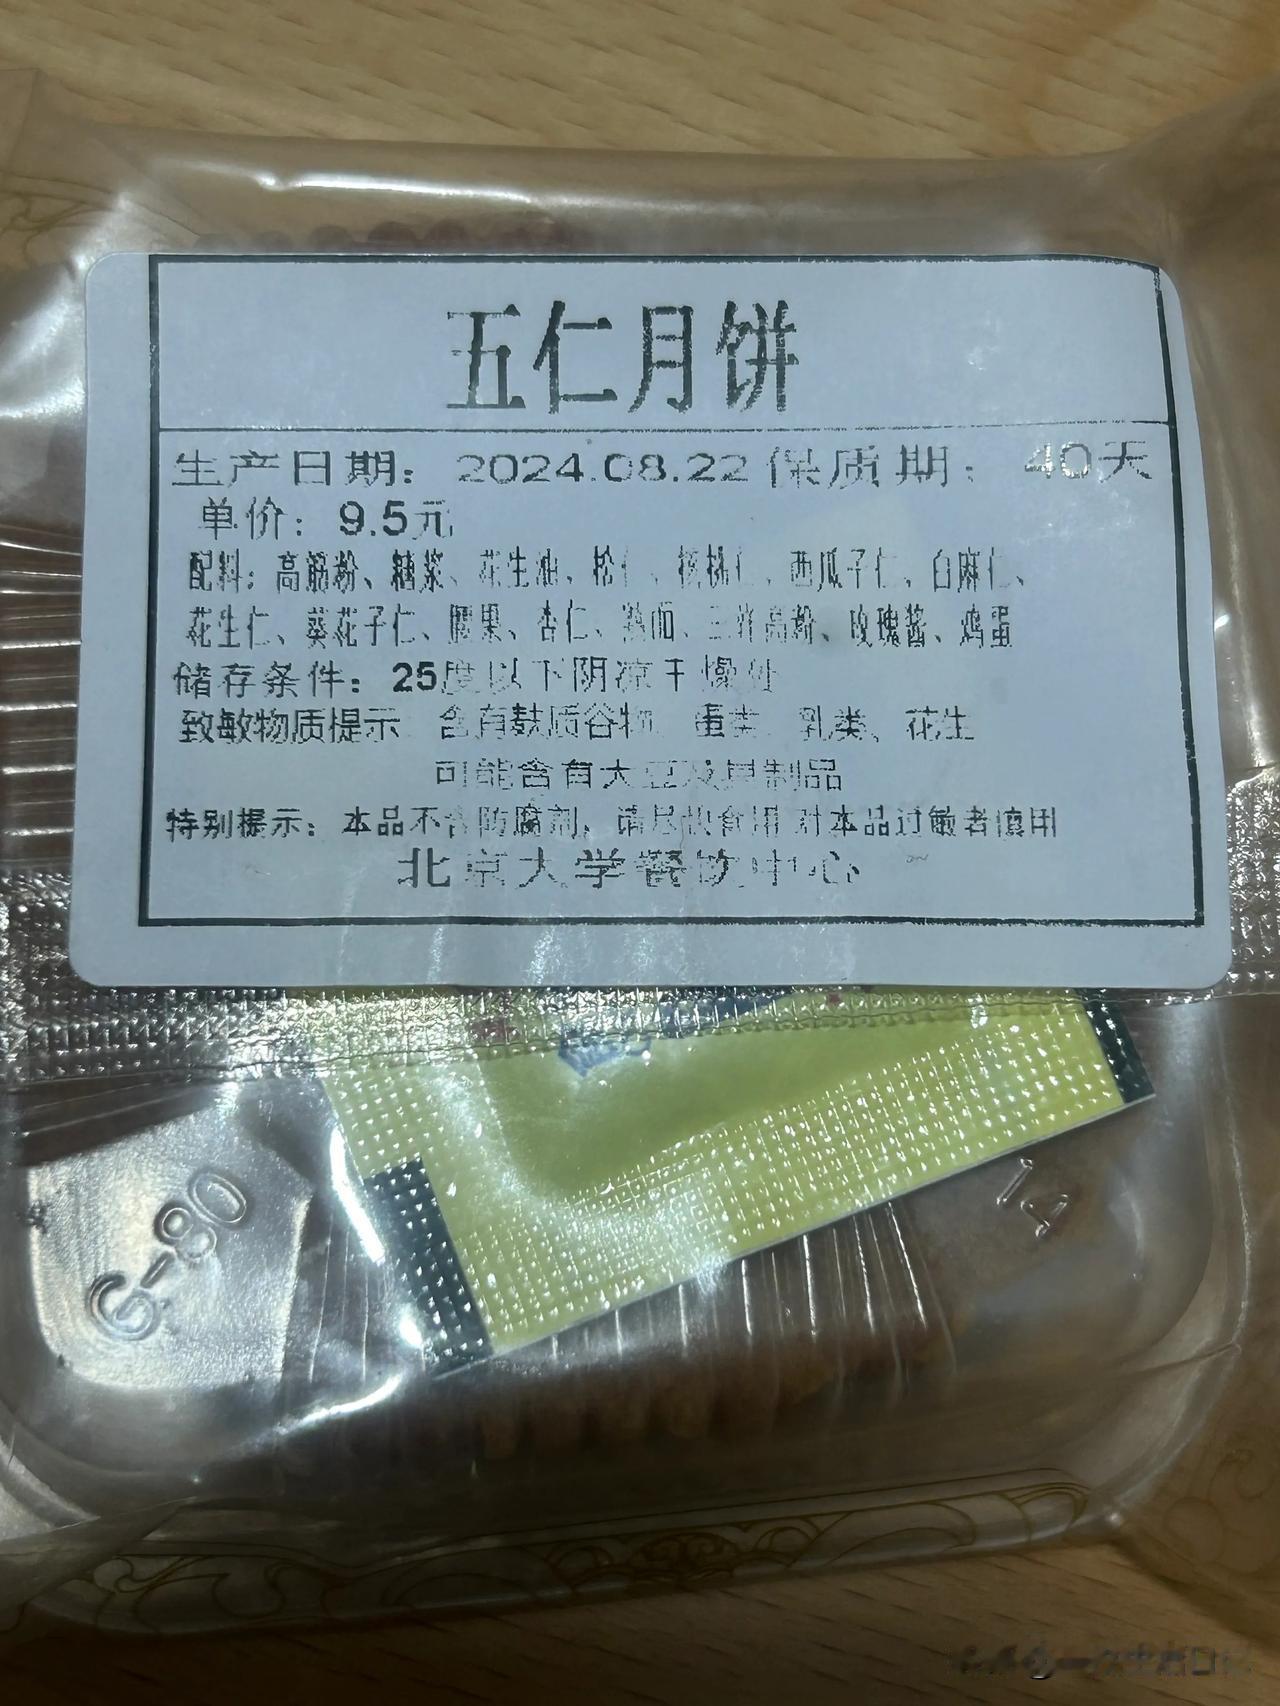 五仁月饼
生产日期：2024.08.22 保质期：40天
单价：9.5元
配料：高筋粉、糖浆、花生油、松仁、核桃仁、西瓜子仁、白麻仁、
花生仁、葵花子仁、腰果、杏仁、熟面、三洋高粉、玫瑰酱、鸡蛋
储存条件：25度以下阴凉干燥处
致敏物质提示 含有麸质谷物 蛋类、乳类、花生
可能含有大豆及其制品
特别提示：本品不含防腐剂，请尽快食用 对本品过敏者慎用
北京大学餐饮中心
G-80
14